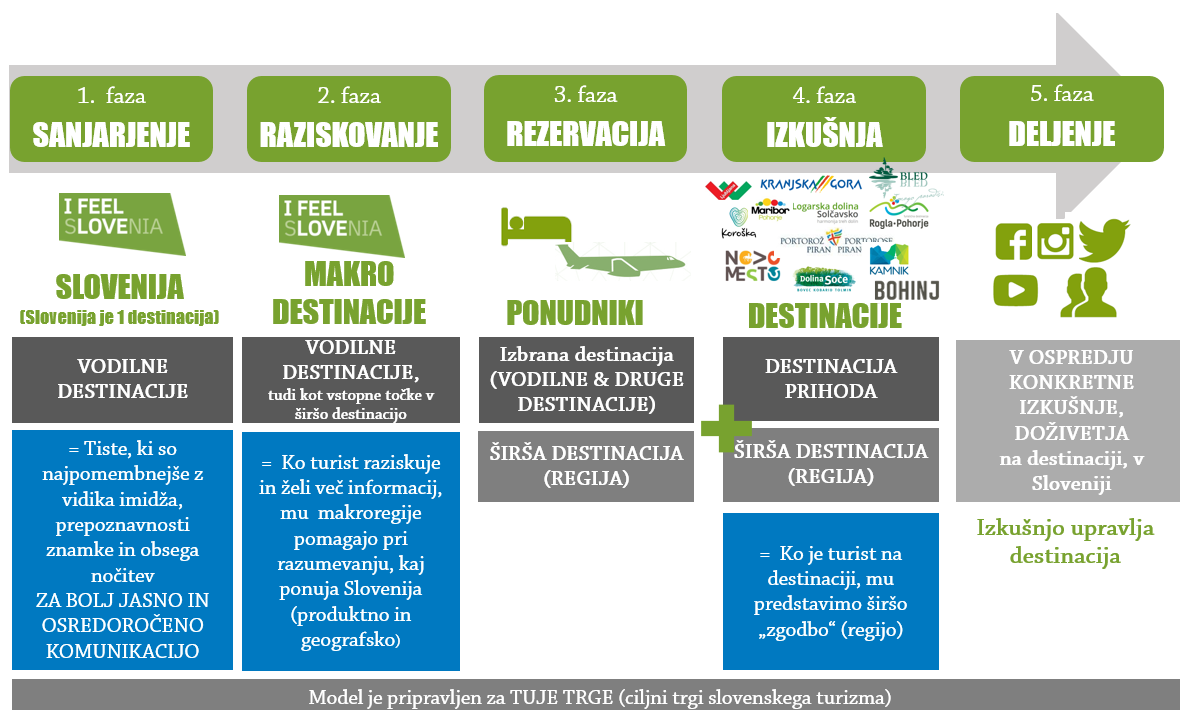 1. faza
SANJARJENJE
2. faza
RAZISKOVANJE
3. faza
REZERVACIJA
4. faza
IZKUŠNJA
5. faza
DELJENJE
I FEEL
SLOVENIA
SLOVENIJA
(Slovenija je 1 destinacija)
I FEEL
SLOVENIA
MAKRO
DESTINACIJE
PONUDNIKI
KRANJSKA GORA
BLED
Maribor
Pohorje
Logarska dolina
Solčavsko
Koroška
Rogla-Pohorje
PORTOROŽ PORTOROSE
PIRAN PIRAN
NOVO
MESTO
KAMNIK
Dolina Soče
BOVEC KOBARID TOLMIN
BOHINJ
DESTINACIJE
VODILNE
DESTINACIJE
= Tiste, ki so
najpomembnejše z
vidika imidža,
prepoznavnosti
znamke in obsega
nočitev
ZA BOLJ JASNO IN
OSREDOROČENO
KOMUNIKACIJO
VODILNE
DESTINACIJE,
tudi kot vstopne točke v
širšo destinacijo
= Ko turist raziskuje
in želi več informacij,
mu makroregije
pomagajo pri
razumevanju, kaj
ponuja Slovenija
(produktno in
geografsko)
Izbrana destinacija
(VODILNE & DRUGE
DESTINACIJE)
ŠIRŠA DESTINACIJA
(REGIJA)
DESTINACIJA
PRIHODA
ŠIRŠA DESTINACIJA
(REGIJA)
= Ko je turist na
destinaciji, mu
predstavimo širšo
„zgodbo“ (regijo)
V OSPREDJU
KONKRETNE
IZKUŠNJE,
DOŽIVETJA
na destinaciji, v
Sloveniji
Izkušnjo upravlja
destinacija
Model je pripravljen za TUJE TRGE (ciljni trgi slovenskega turizma)